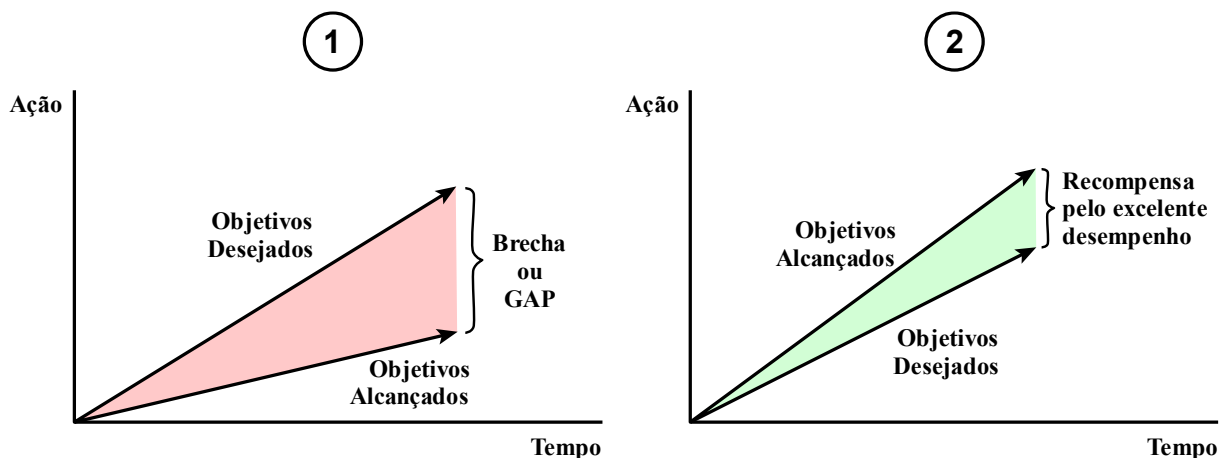 1
Ação
Objetivos
Desejados
Brecha
ou
GAP
Objetivos
Alcançados
Tempo
2
Ação
Objetivos
Alcançados
Recompensa
pelo excelente
desempenho
Objetivos
Desejados
Tempo